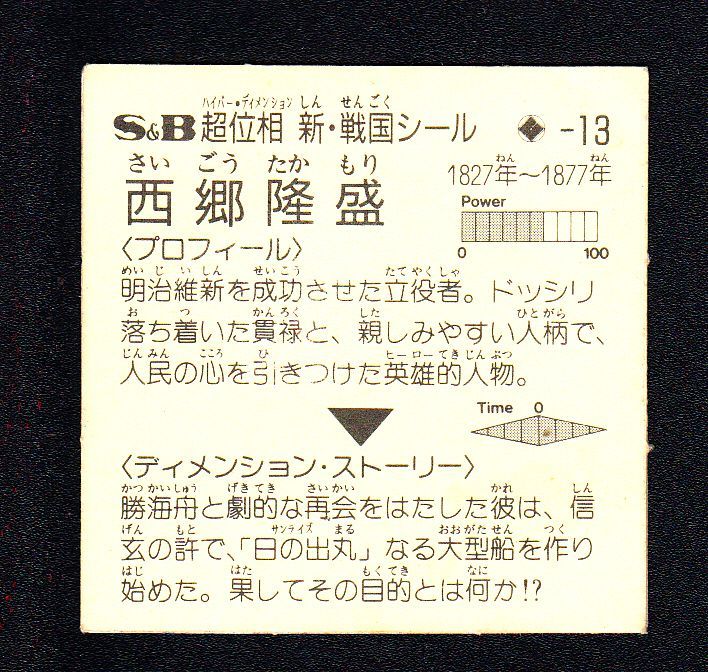 ハイパー・ディメンション しん せんごく
S&B 超位相 新・戦国シール ◈ -13
さい ごう たか もり
西郷隆盛
ねん ねん
1827年～1877年
Power
0 100
〈プロフィール〉
めいじいしん せいこう たてやくしゃ
明治維新を成功させた立役者。ドッシリ
お つ かんろく した ひとがら
落ち着いた貫禄と、親しみやすい人柄で、
じんみん こころ ひ ヒーローてきじんぶつ
人民の心を引きつけた英雄的人物。
Time 0
〈ディメンション・ストーリー〉
かつかいしゅう げきてき さいかい かれ しん
勝海舟と劇的な再会をはたした彼は、信
げん もと サンライズ まる おおがたせん つく
玄の許で、「日の出丸」なる大型船を作り
はじ はた もくてき なに
始めた。果してその目的とは何か!?